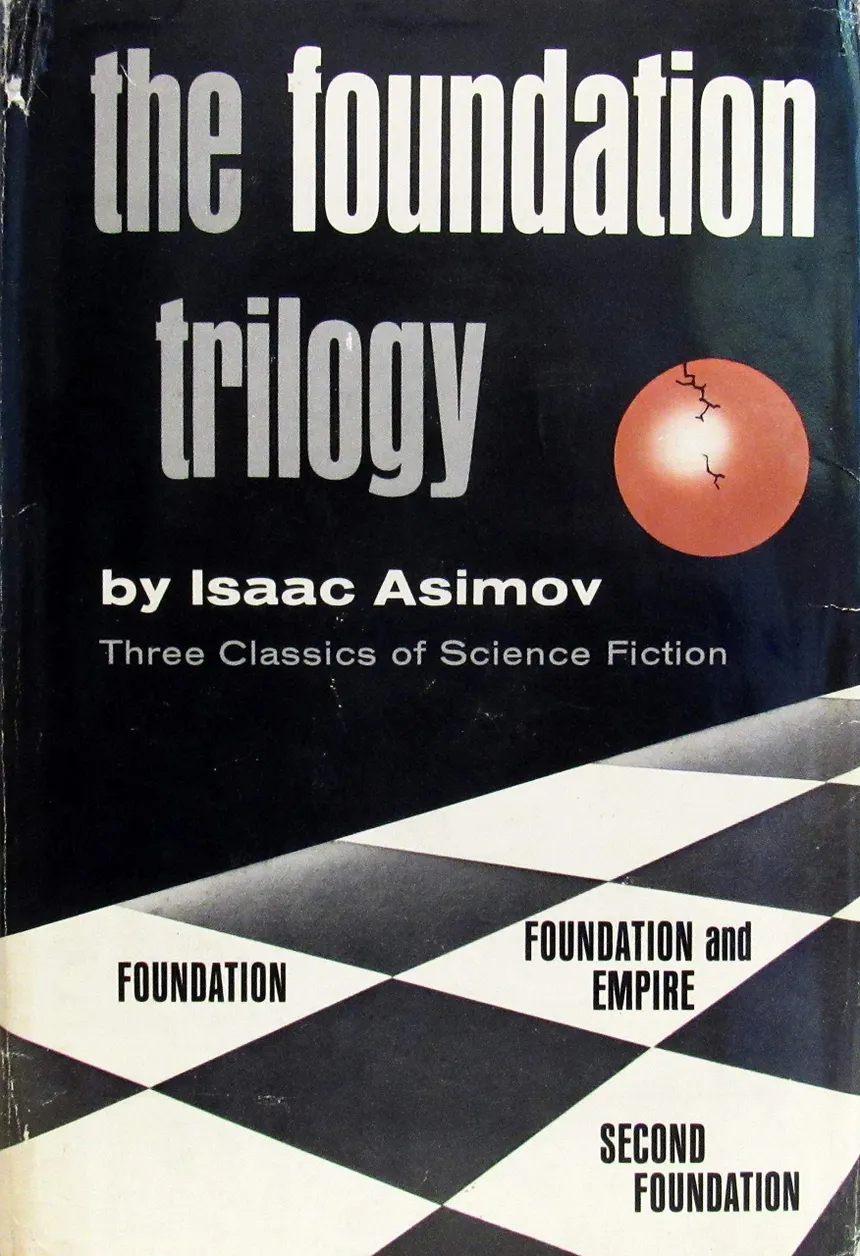 the foundation
trilogy
by Isaac Asimov
Three Classics of Science Fiction
FOUNDATION
FOUNDATION and
EMPIRE
SECOND
FOUNDATION